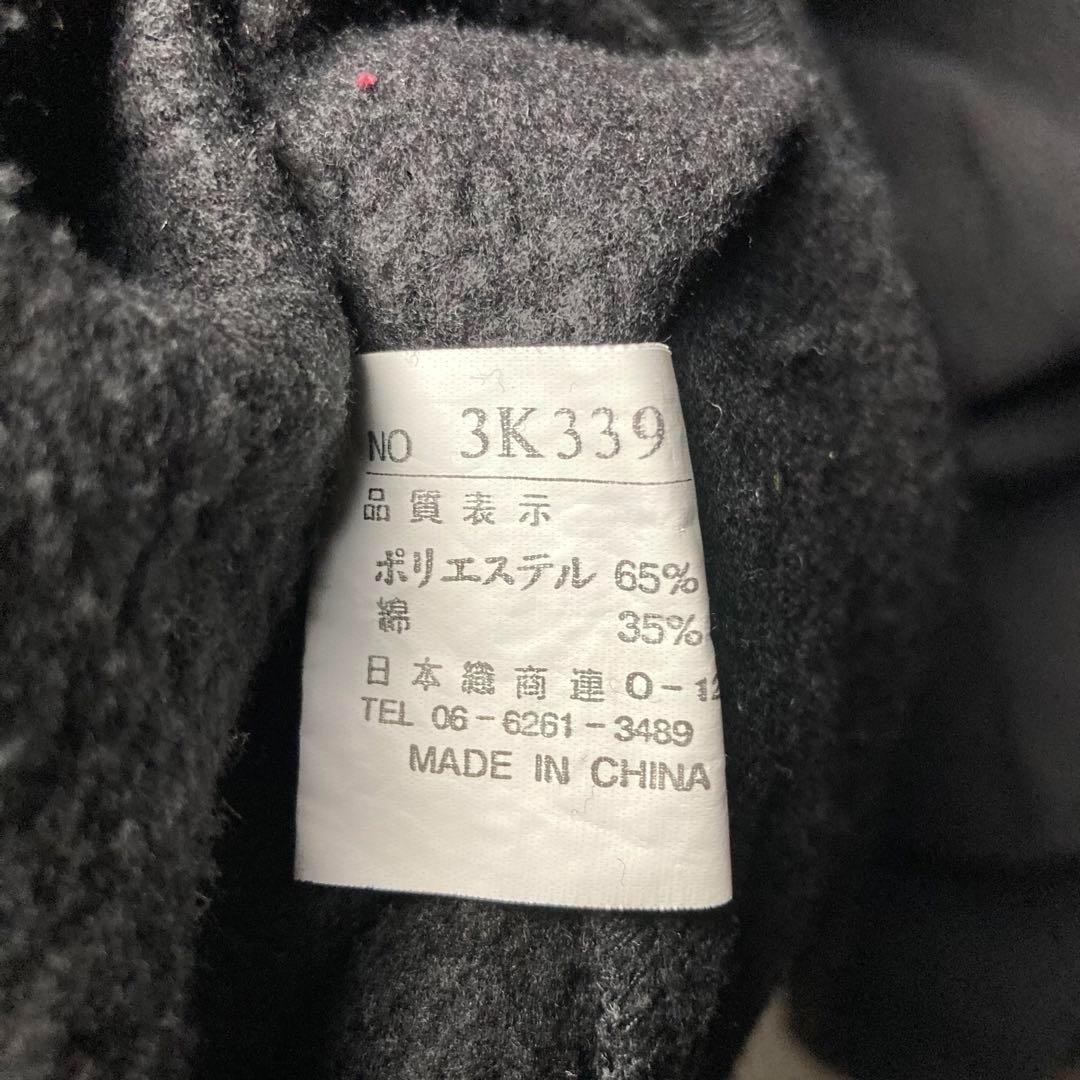 NO 3K339
品質表示
ポリエステル 65%
綿 35%
日本織商連 O-12
TEL 06-6261-3489
MADE IN CHINA